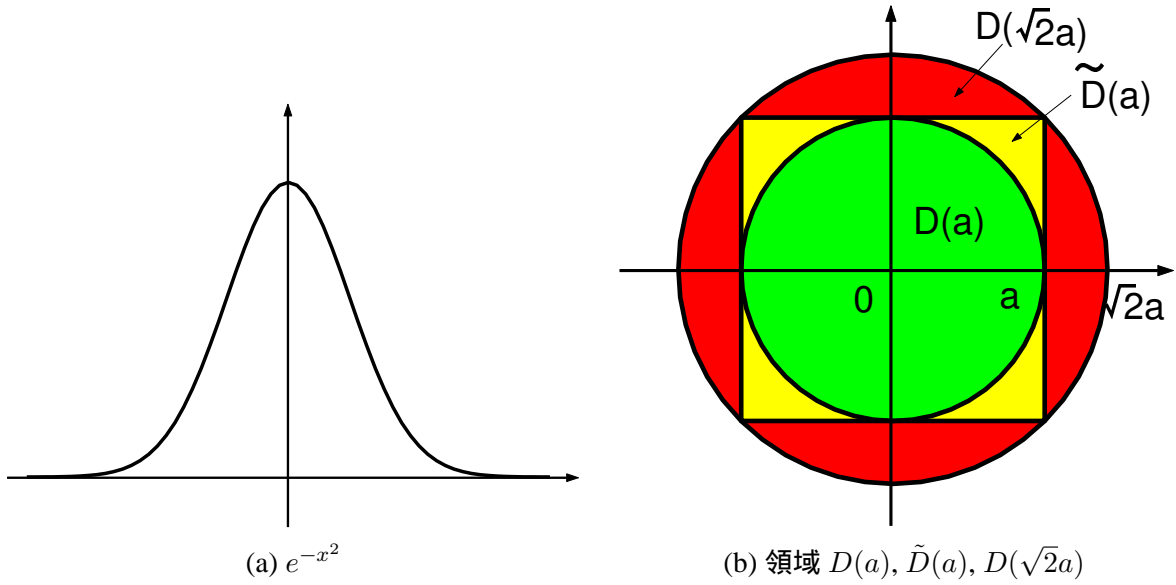 D(√2a)
D̃(a)
D(a)
0
a
√2a
(a) e^{-x^2}
(b) 領域 D(a), D̃(a), D(√2a)